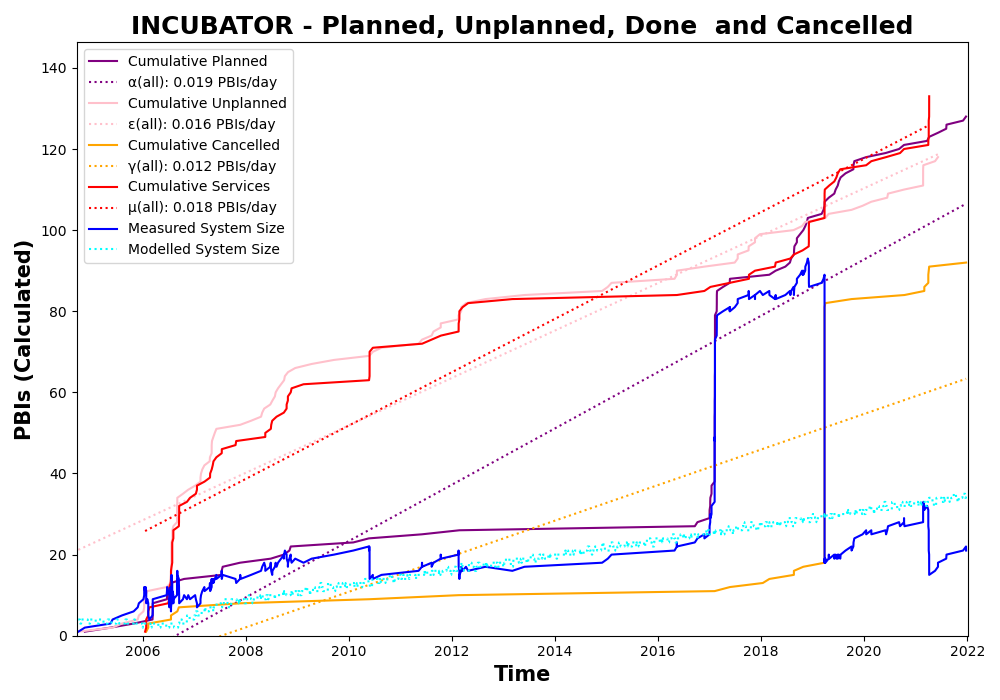 INCUBATOR - Planned, Unplanned, Done  and Cancelled
Cumulative Planned
α(all): 0.019 PBIs/day
Cumulative Unplanned
ε(all): 0.016 PBIs/day
Cumulative Cancelled
γ(all): 0.012 PBIs/day
Cumulative Services
μ(all): 0.018 PBIs/day
Measured System Size
Modelled System Size
PBIs (Calculated)
140
120
100
80
60
40
20
0
2006 2008 2010 2012 2014 2016 2018 2020 2022
Time